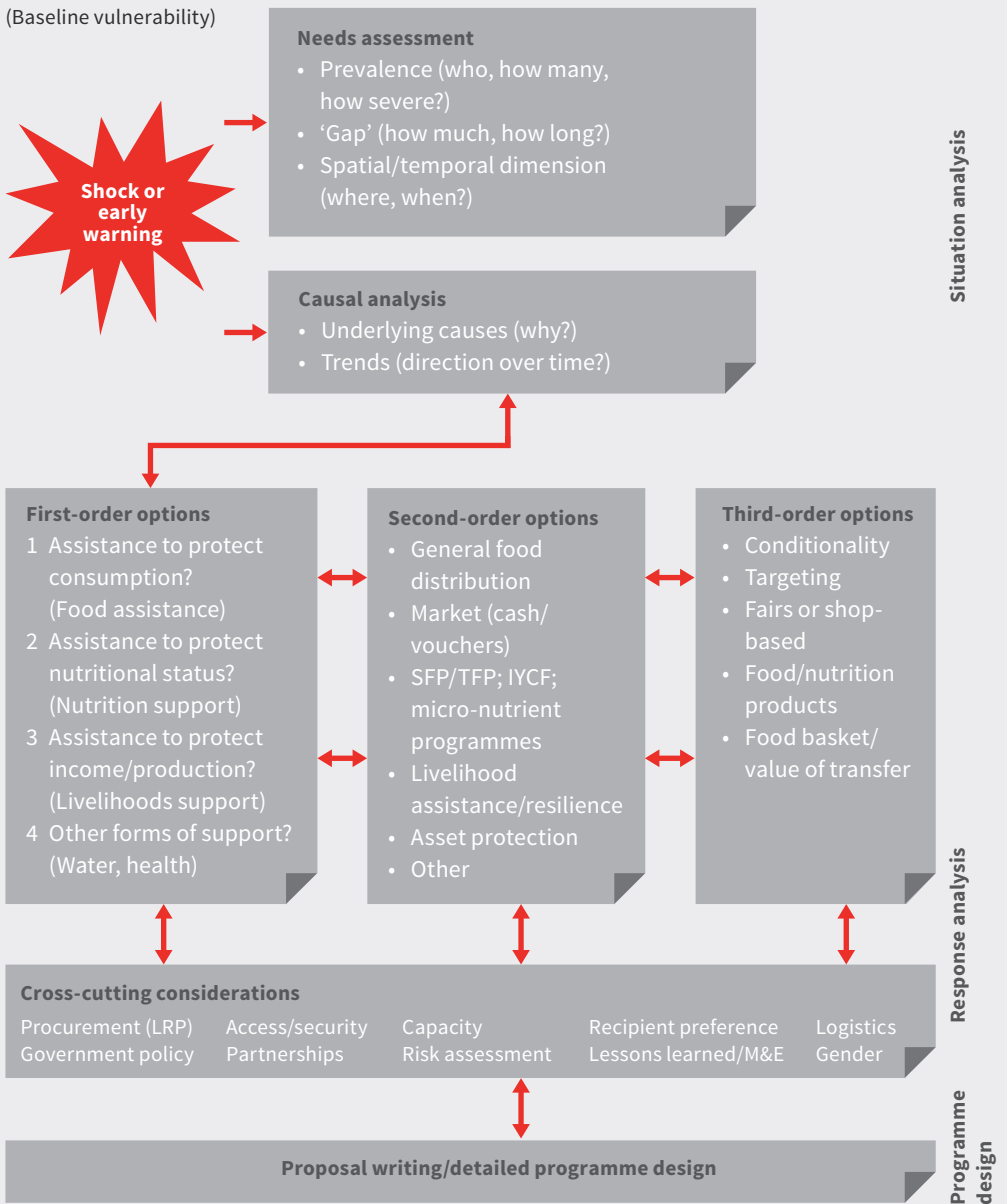 (Baseline vulnerability)
Shock or
early
warning
Needs assessment
• Prevalence (who, how many,
how severe?)
• ‘Gap’ (how much, how long?)
• Spatial/temporal dimension
(where, when?)
Causal analysis
• Underlying causes (why?)
• Trends (direction over time?)
Situation analysis
First-order options
1 Assistance to protect
consumption?
(Food assistance)
2 Assistance to protect
nutritional status?
(Nutrition support)
3 Assistance to protect
income/production?
(Livelihoods support)
4 Other forms of support?
(Water, health)
Second-order options
• General food
distribution
• Market (cash/
vouchers)
• SFP/TFP; IYCF;
micro-nutrient
programmes
• Livelihood
assistance/resilience
• Asset protection
• Other
Third-order options
• Conditionality
• Targeting
• Fairs or shop-
based
• Food/nutrition
products
• Food basket/
value of transfer
Response analysis
Cross-cutting considerations
Procurement (LRP) Access/security Capacity Recipient preference Logistics
Government policy Partnerships Risk assessment Lessons learned/M&E Gender
Proposal writing/detailed programme design
Programme
design